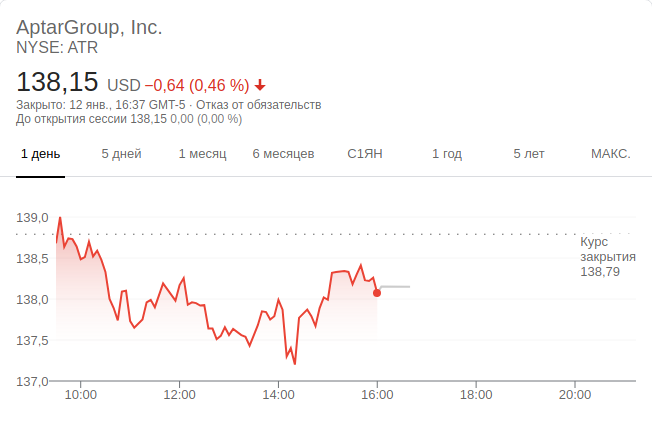 AptarGroup, Inc.
NYSE: ATR
138,15 USD −0,64 (0,46 %)
Закрыто: 12 янв., 16:37 GMT-5 · Отказ от обязательств
До открытия сессии 138,15 0,00 (0,00 %)
1 день 5 дней 1 месяц 6 месяцев С1ЯН 1 год 5 лет МАКС.
139,0
Курс
закрытия
138,79
138,5
138,0
137,5
137,0
10:00 12:00 14:00 16:00 18:00 20:00